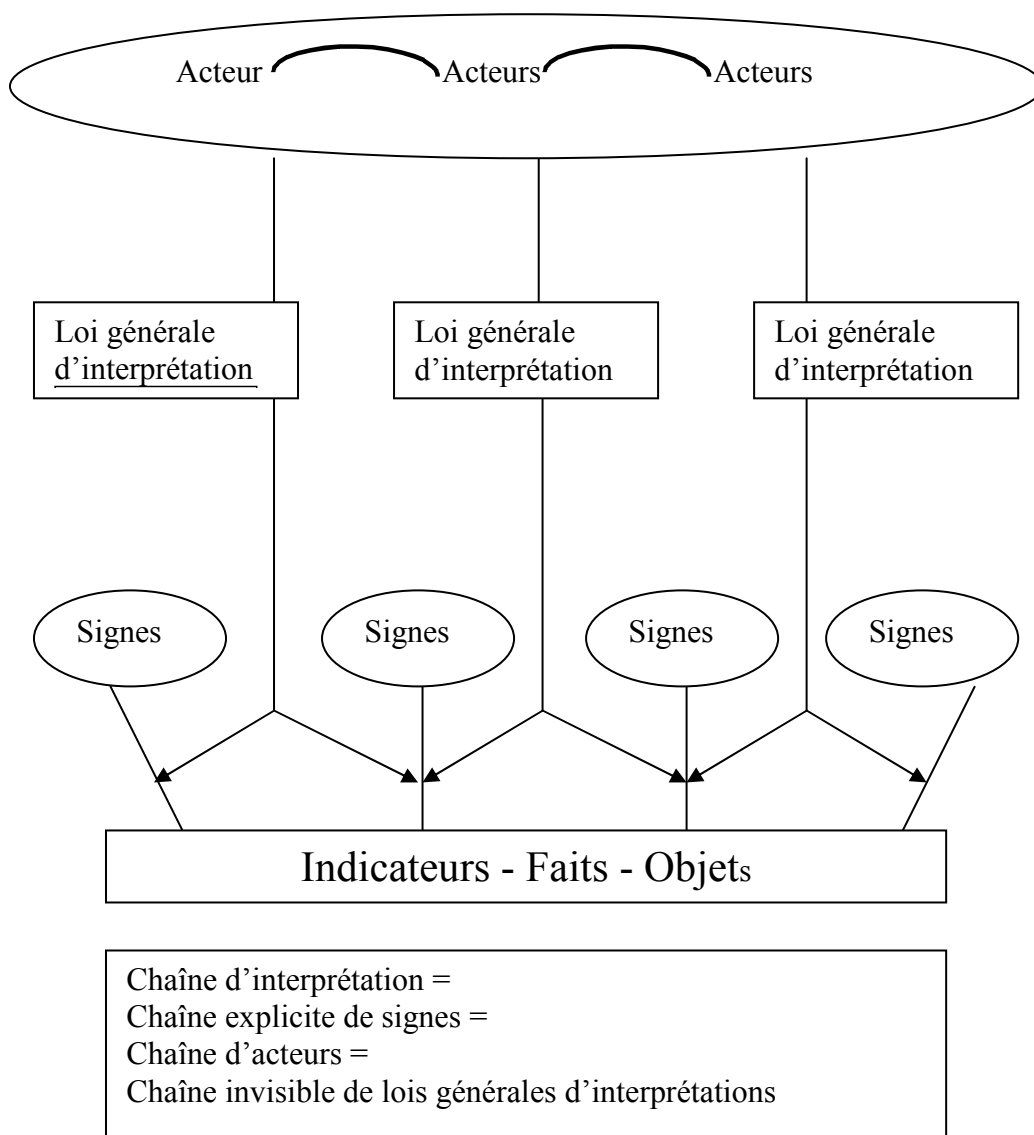 Acteur Acteurs Acteurs
Loi générale
d’interprétation
Loi générale
d’interprétation
Loi générale
d’interprétation
Signes Signes Signes Signes
Indicateurs - Faits - Objets
Chaîne d’interprétation =
Chaîne explicite de signes =
Chaîne d’acteurs =
Chaîne invisible de lois générales d’interprétations